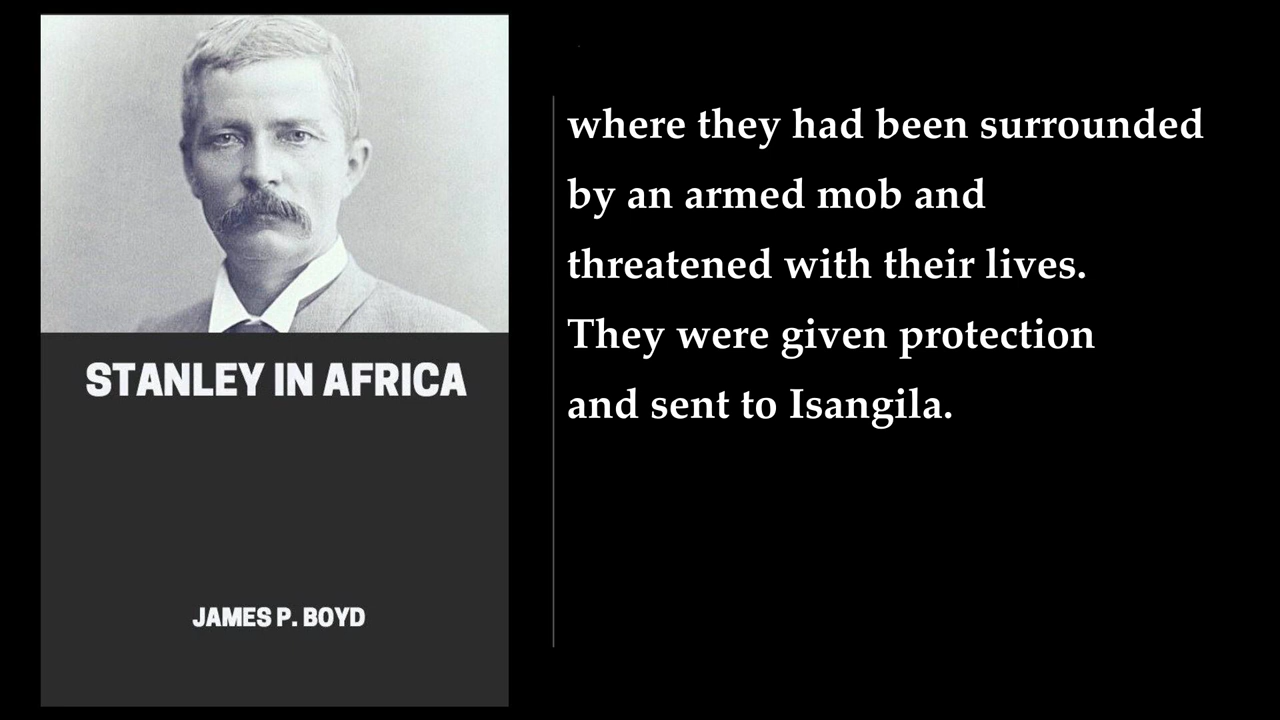 STANLEY IN AFRICA
JAMES P. BOYD
where they had been surrounded
by an armed mob and
threatened with their lives.
They were given protection
and sent to Isangila.